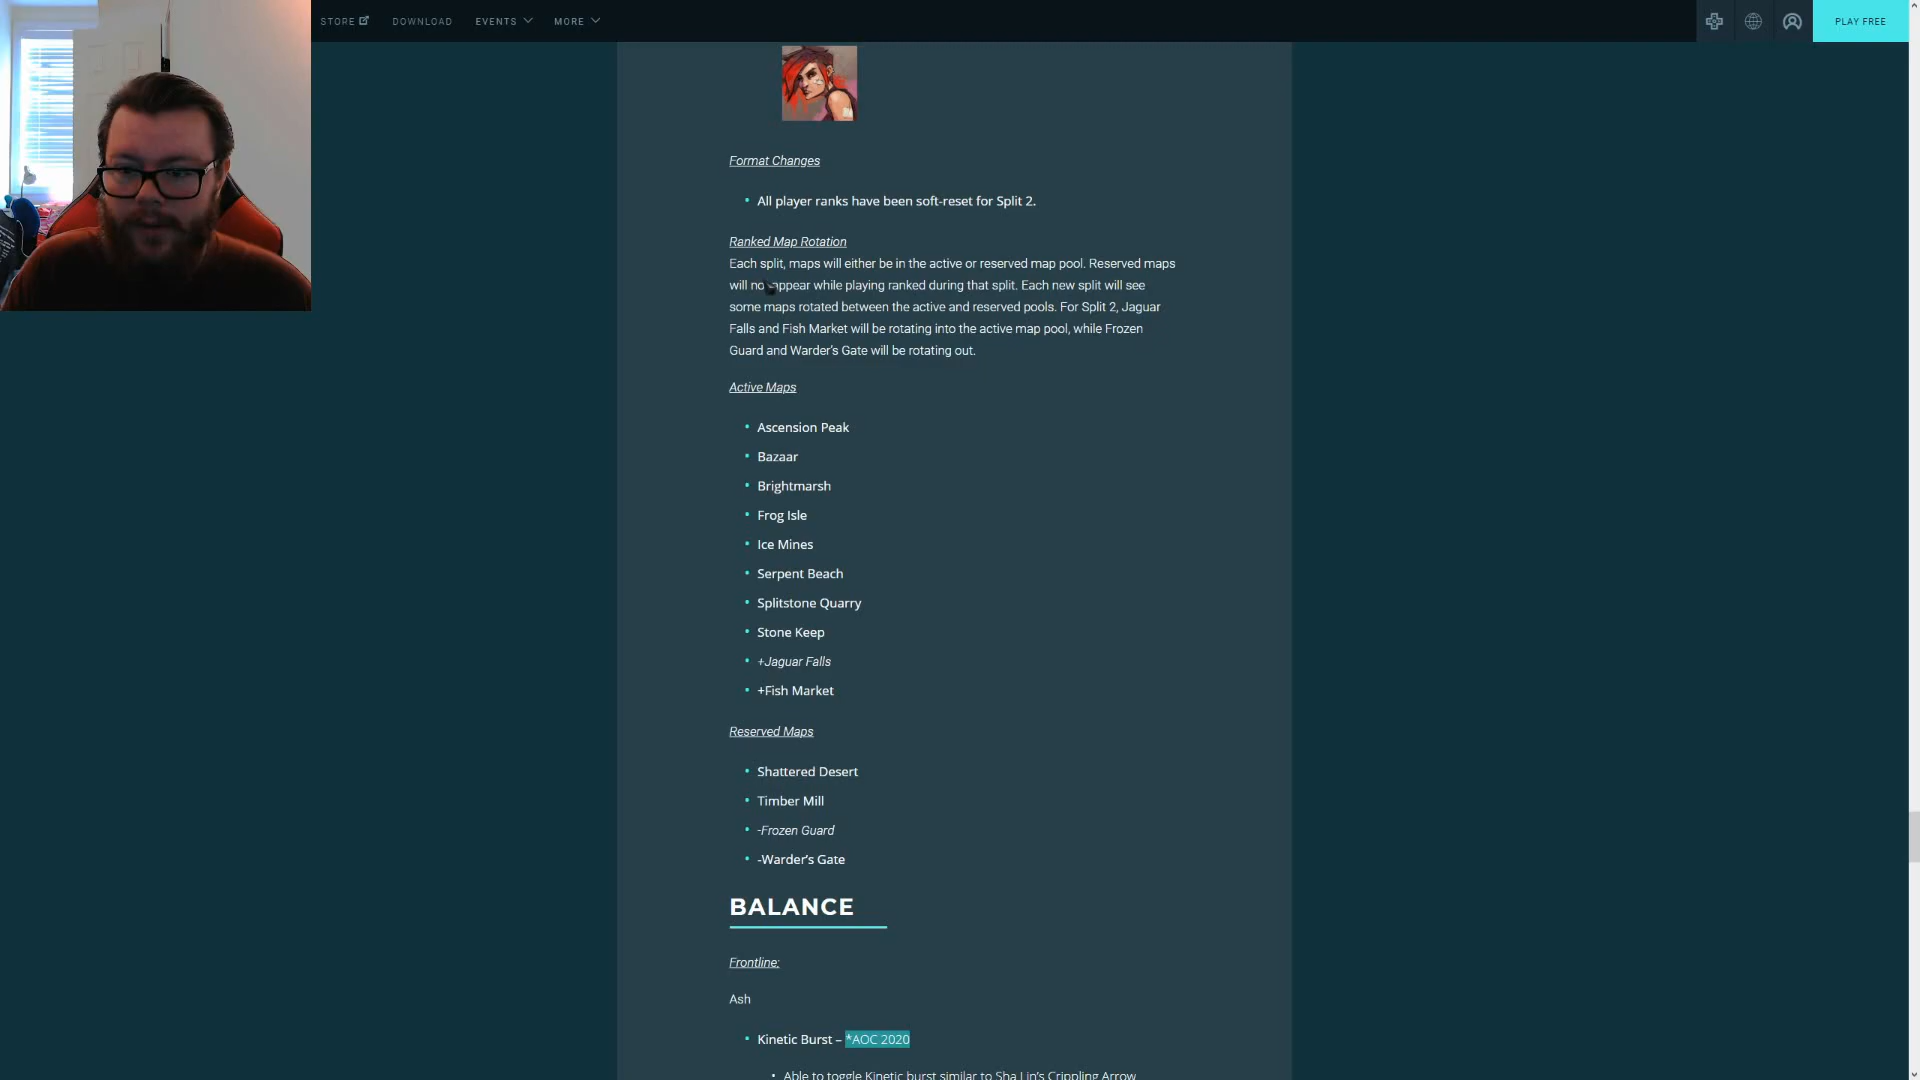 STORE DOWNLOAD EVENTS MORE PLAY FREE
Format Changes
• All player ranks have been soft-reset for Split 2.
Ranked Map Rotation
Each split, maps will either be in the active or reserved map pool. Reserved maps
will not appear while playing ranked during that split. Each new split will see
some maps rotated between the active and reserved pools. For Split 2, Jaguar
Falls and Fish Market will be rotating into the active map pool, while Frozen
Guard and Warder's Gate will be rotating out.
Active Maps
• Ascension Peak
• Bazaar
• Brightmarsh
• Frog Isle
• Ice Mines
• Serpent Beach
• Splitstone Quarry
• Stone Keep
• +Jaguar Falls
• +Fish Market
Reserved Maps
• Shattered Desert
• Timber Mill
• -Frozen Guard
• -Warder's Gate
BALANCE
Frontline:
Ash
• Kinetic Burst – *AOC 2020
• Able to toggle Kinetic burst similar to Sha Lin's Crippling Arrow